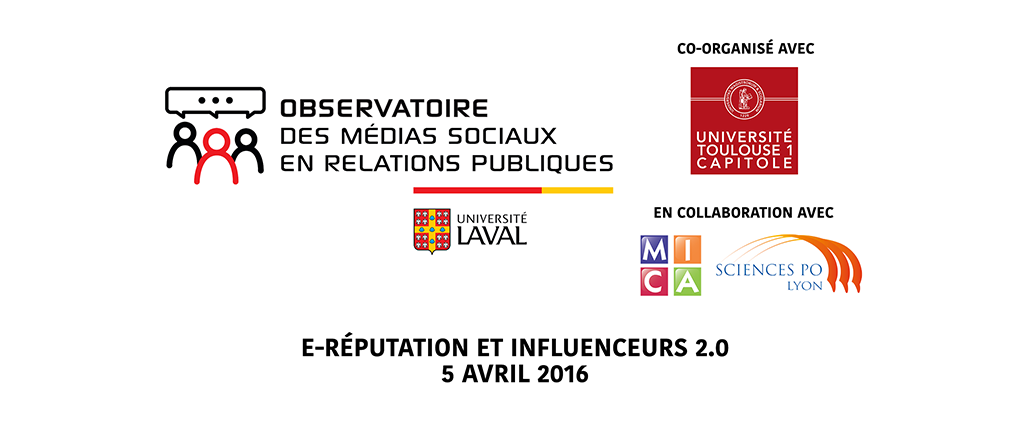 OBSERVATOIRE
DES MÉDIAS SOCIAUX
EN RELATIONS PUBLIQUES
UNIVERSITÉ
LAVAL
CO-ORGANISÉ AVEC
UNIVERSITÉ
TOULOUSE 1
CAPITOLE
EN COLLABORATION AVEC
MI
CA
SCIENCES PO
LYON
E-RÉPUTATION ET INFLUENCEURS 2.0
5 AVRIL 2016